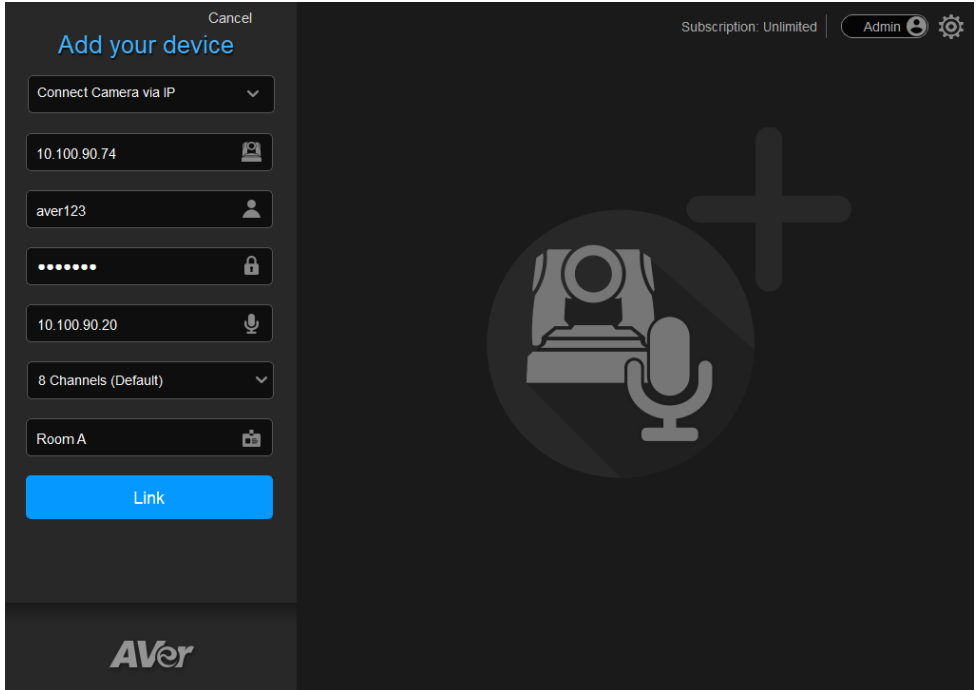 Cancel
Add your device
Connect Camera via IP
10.100.90.74
aver123
•••••••
10.100.90.20
8 Channels (Default)
Room A
Link
AVer
Subscription: Unlimited
Admin